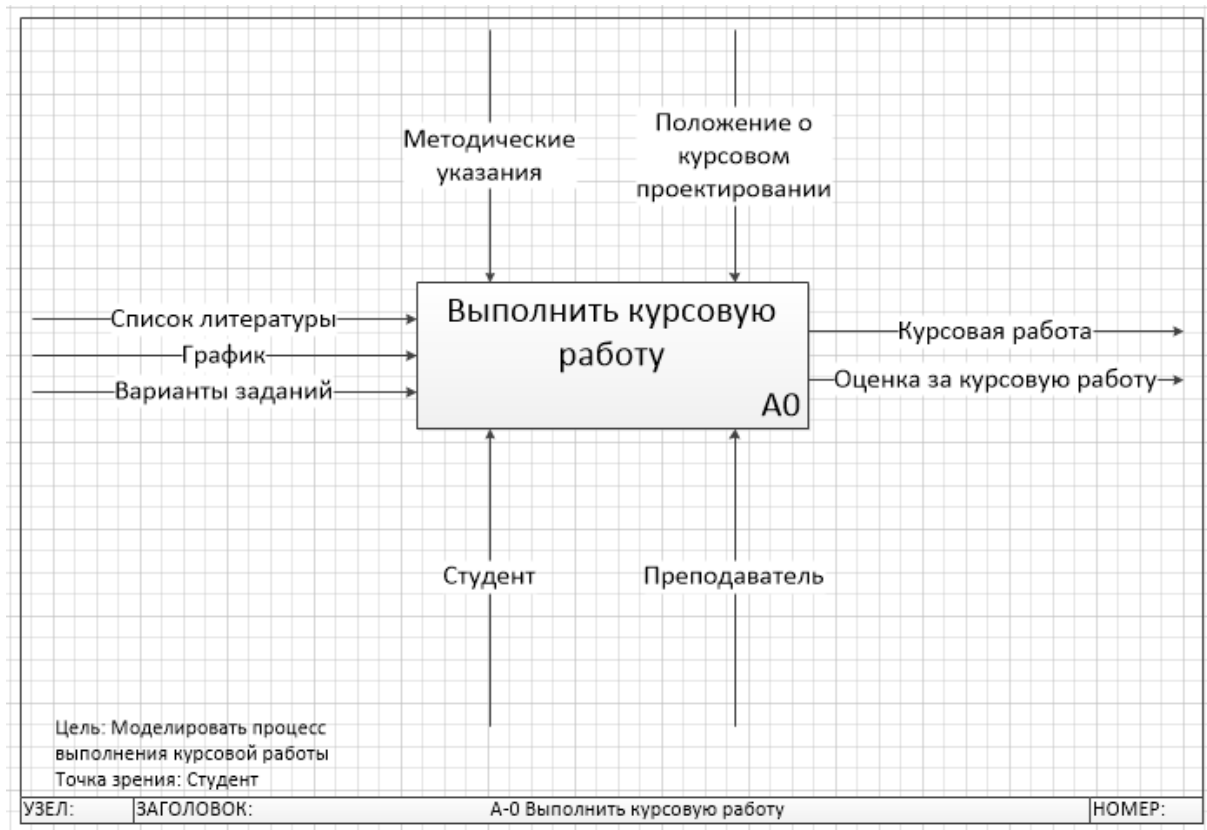 Методические
указания
Положение о
курсовом
проектировании
Выполнить курсовую
работу
A0
Список литературы
График
Варианты заданий
Курсовая работа
Оценка за курсовую работу
Студент
Преподаватель
Цель: Моделировать процесс
выполнения курсовой работы
Точка зрения: Студент
УЗЕЛ:
ЗАГОЛОВОК:
А-0 Выполнить курсовую работу
НОМЕР: